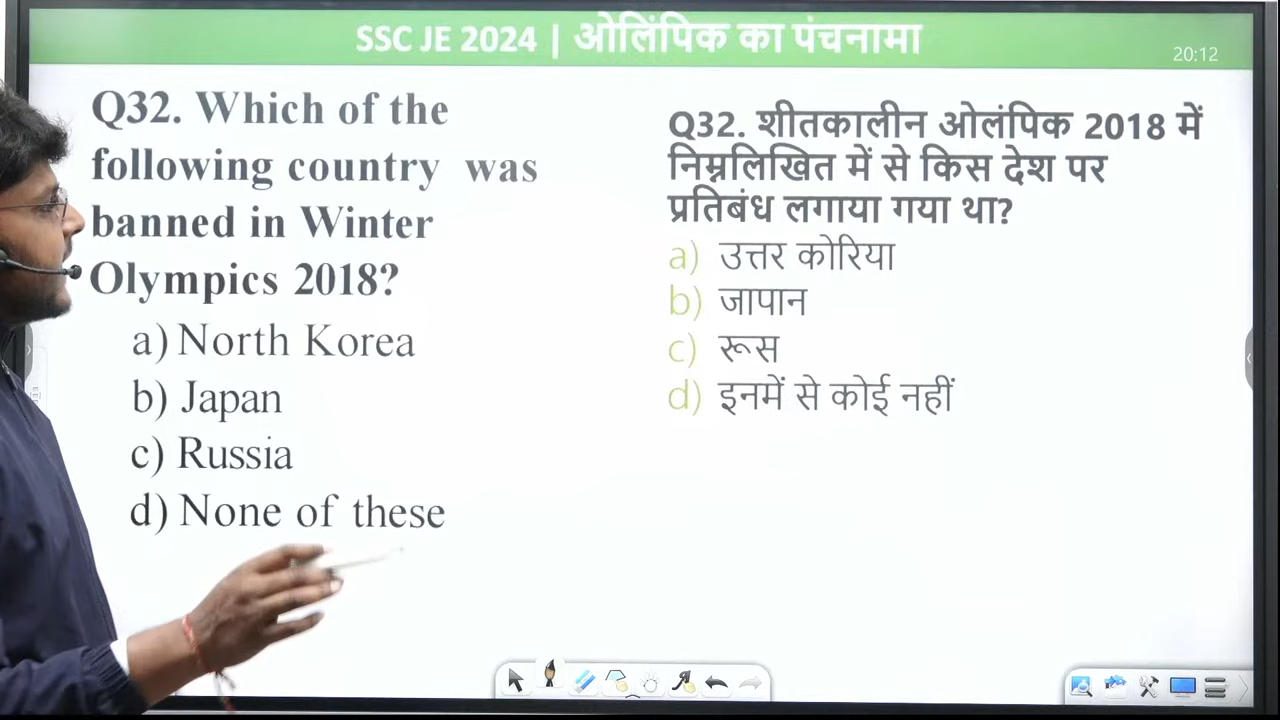 SSC JE 2024 | ओलिंपिक का पंचनामा
20:12
Q32. Which of the
following country was
banned in Winter
Olympics 2018?
a) North Korea
b) Japan
c) Russia
d) None of these
Q32. शीतकालीन ओलंपिक 2018 में
निम्नलिखित में से किस देश पर
प्रतिबंध लगाया गया था?
a) उत्तर कोरिया
b) जापान
c) रूस
d) इनमें से कोई नहीं